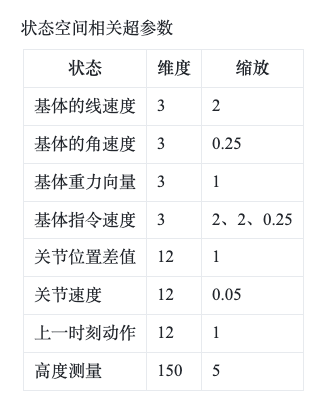 状态空间相关超参数
状态 维度 缩放
基体的线速度 3 2
基体的角速度 3 0.25
基体重力向量 3 1
基体指令速度 3 2、2、0.25
关节位置差值 12 1
关节速度 12 0.05
上一时刻动作 12 1
高度测量 150 5